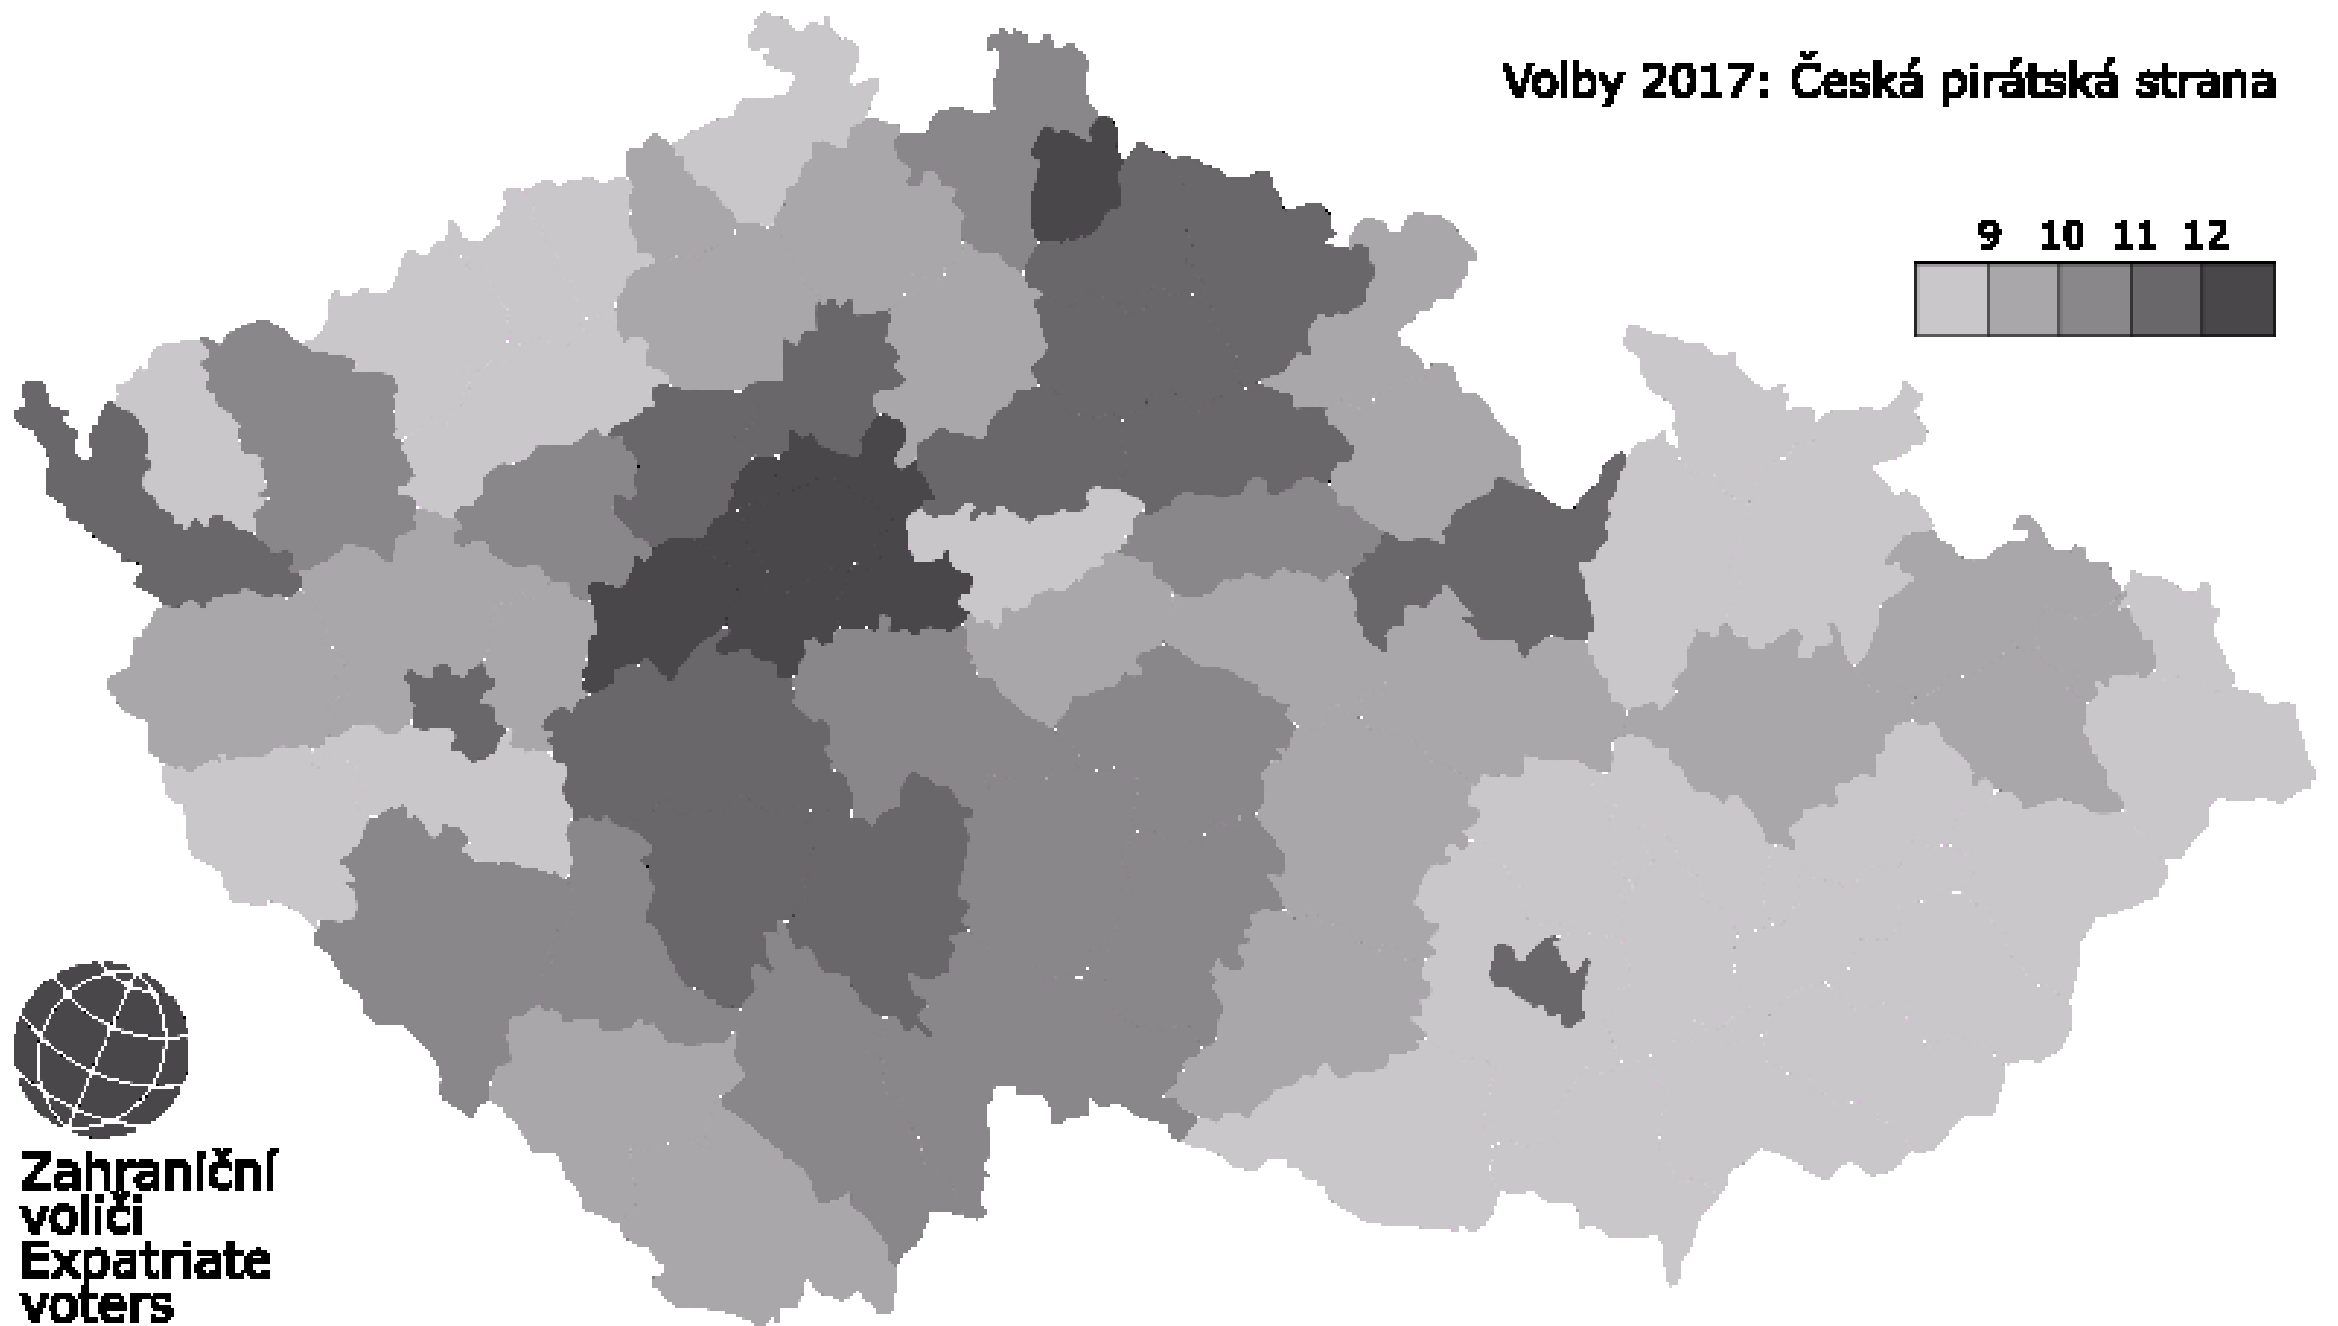 Volby 2017: Česká pirátská strana
9 10 11 12
Zahraniční
voliči
Expatriate
voters